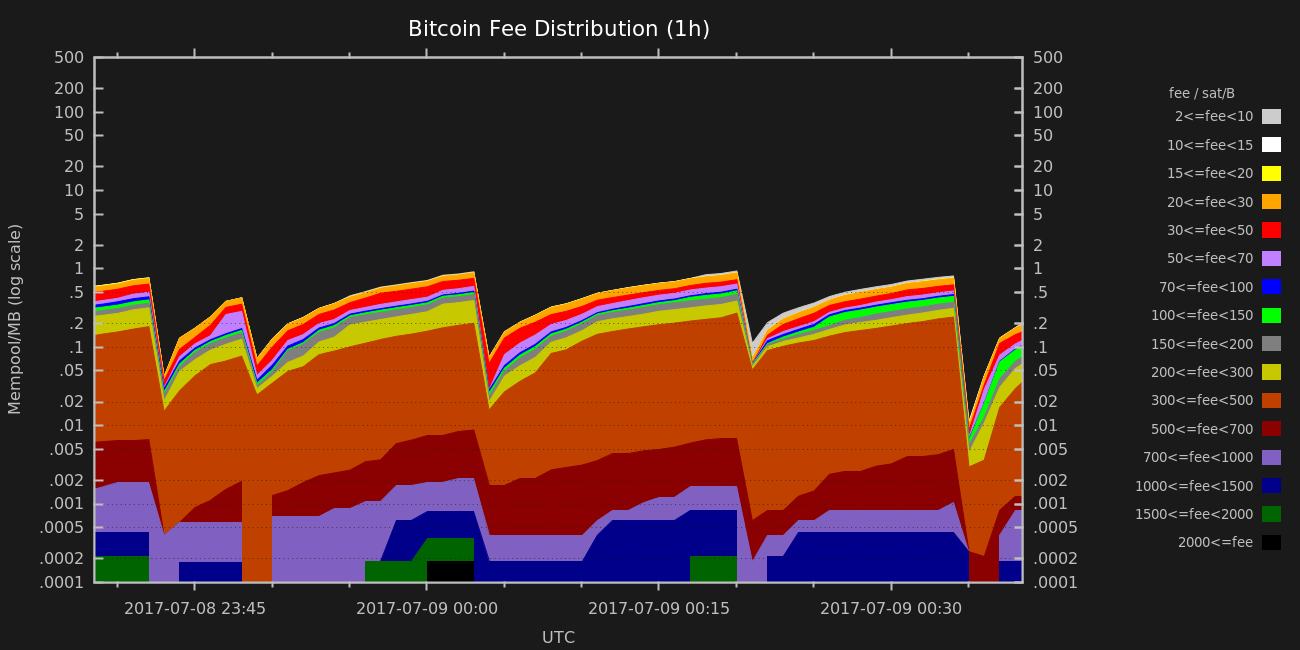 Bitcoin Fee Distribution (1h)
500
200
100
50
20
10
5
2
1
.5
.2
.1
.05
.02
.01
.005
.002
.001
.0005
.0002
.0001
Mempool/MB (log scale)
500
200
100
50
20
10
5
2
1
.5
.2
.1
.05
.02
.01
.005
.002
.001
.0005
.0002
.0001
2017-07-08 23:45
2017-07-09 00:00
2017-07-09 00:15
2017-07-09 00:30
UTC
fee / sat/B
2<=fee<10
10<=fee<15
15<=fee<20
20<=fee<30
30<=fee<50
50<=fee<70
70<=fee<100
100<=fee<150
150<=fee<200
200<=fee<300
300<=fee<500
500<=fee<700
700<=fee<1000
1000<=fee<1500
1500<=fee<2000
2000<=fee